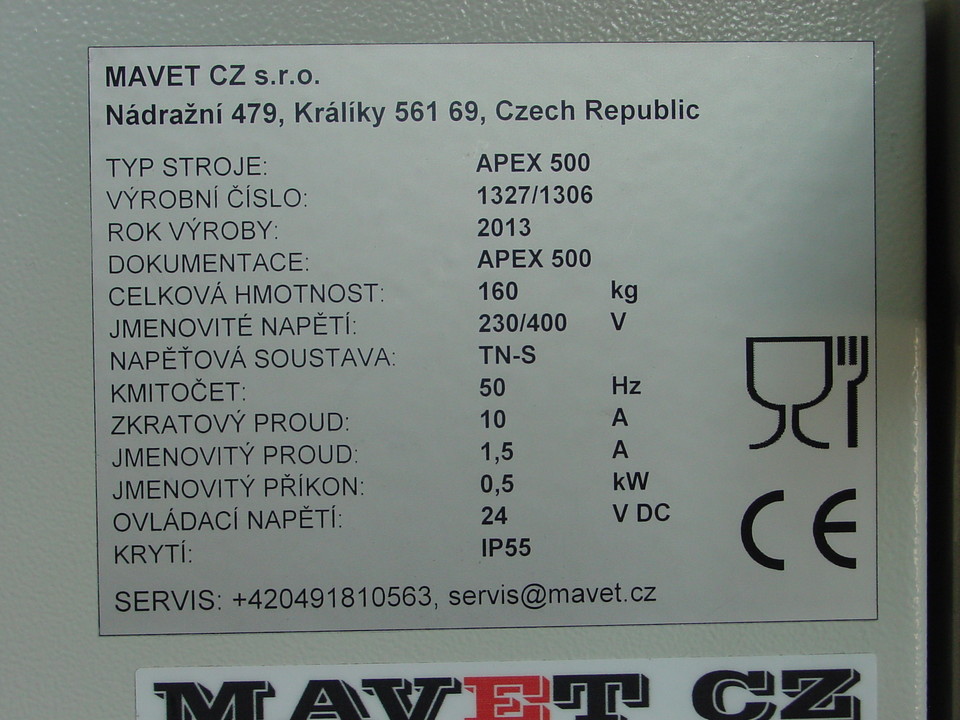 MAVET CZ s.r.o.
Nádražní 479, Králíky 561 69, Czech Republic
TYP STROJE: APEX 500
VÝROBNÍ ČÍSLO: 1327/1306
ROK VÝROBY: 2013
DOKUMENTACE: APEX 500
CELKOVÁ HMOTNOST: 160 kg
JMENOVITÉ NAPĚTÍ: 230/400 V
NAPĚŤOVÁ SOUSTAVA: TN-S
KMITOČET: 50 Hz
ZKRATOVÝ PROUD: 10 A
JMENOVITÝ PROUD: 1,5 A
JMENOVITÝ PŘÍKON: 0,5 kW
OVLÁDACÍ NAPĚTÍ: 24 V DC
KRYTÍ: IP55
CE
SERVIS: +420491810563, servis@mavet.cz
MAVET CZ